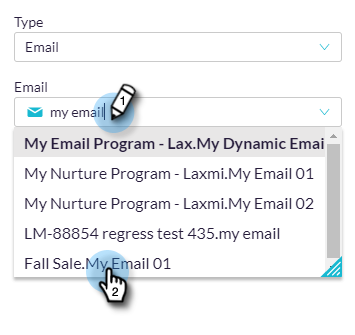 Type
Email
Email
my email
1
My Email Program - Lax.My Dynamic Emai
My Nurture Program - Laxmi.My Email 01
My Nurture Program - Laxmi.My Email 02
LM-88854 regress test 435.my email
Fall Sale.My Email 01
2